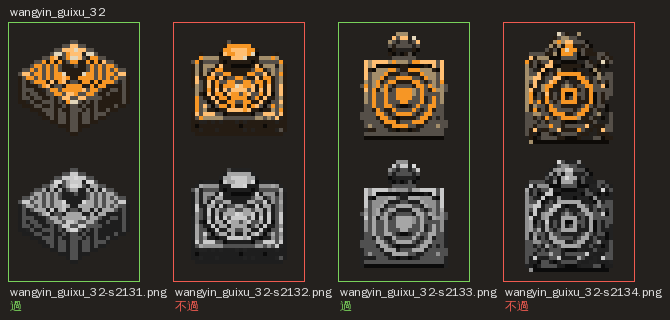 wangyin_guixu_32
wangyin_guixu_32-s2131.png
過
wangyin_guixu_32-s2132.png
不過
wangyin_guixu_32-s2133.png
過
wangyin_guixu_32-s2134.png
不過